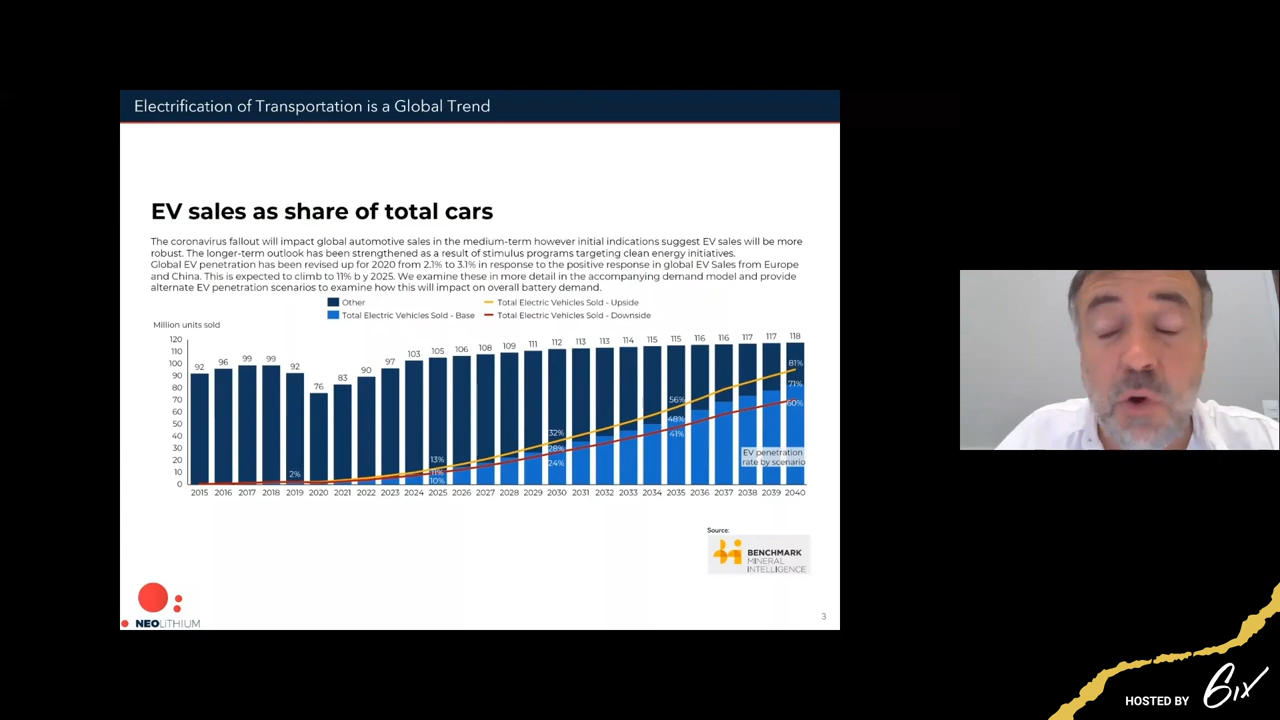 Electrification of Transportation is a Global Trend
EV sales as share of total cars
The coronavirus fallout will impact global automotive sales in the medium-term however initial indications suggest EV sales will be more
robust. The longer-term outlook has been strengthened as a result of stimulus programs targeting clean energy initiatives.
Global EV penetration has been revised up for 2020 from 2.1% to 3.1% in response to the positive response in global EV Sales from Europe
and China. This is expected to climb to 11% b y 2025. We examine these in more detail in the accompanying demand model and provide
alternate EV penetration scenarios to examine how this will impact on overall battery demand.
Other
Total Electric Vehicles Sold - Upside
Total Electric Vehicles Sold - Base
Total Electric Vehicles Sold - Downside
Million units sold
120
110
100
90
80
70
60
50
40
30
20
10
0
92 96 99 99 92 76 83 90 97 103 105 106 108 109 111 112 113 113 114 115 115 116 116 117 117 118
2%
13%
11%
10%
32%
28%
24%
56%
48%
41%
81%
71%
60%
EV penetration
rate by scenario
2015 2016 2017 2018 2019 2020 2021 2022 2023 2024 2025 2026 2027 2028 2029 2030 2031 2032 2033 2034 2035 2036 2037 2038 2039 2040
Source:
BENCHMARK
MINERAL
INTELLIGENCE
NEOLITHIUM
3
HOSTED BY 6ix